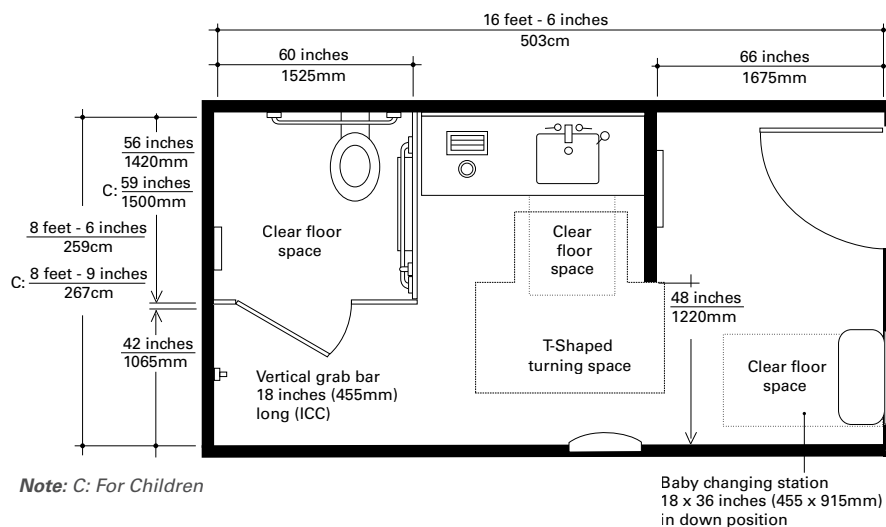 16 feet - 6 inches
503cm
60 inches
1525mm
66 inches
1675mm
56 inches
1420mm
C: 59 inches
1500mm
8 feet - 6 inches
259cm
C: 8 feet - 9 inches
267cm
42 inches
1065mm
Clear floor
space
Clear
floor
space
48 inches
1220mm
T-Shaped
turning space
Clear floor
space
Vertical grab bar
18 inches (455mm)
long (ICC)
Note: C: For Children
Baby changing station
18 x 36 inches (455 x 915mm)
in down position